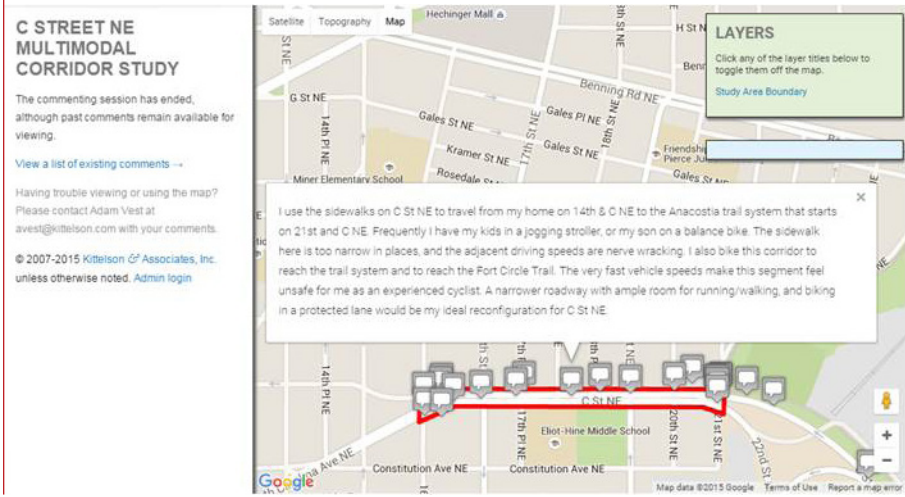 C STREET NE
MULTIMODAL
CORRIDOR STUDY
The commenting session has ended,
although past comments remain available for
viewing.
View a list of existing comments →
Having trouble viewing or using the map?
Please contact Adam Vest at
avest@kittelson.com with your comments.
© 2007-2015 Kittelson & Associates, Inc.
unless otherwise noted. Admin login
Satellite Topography Map
Hechinger Mall
H St N
LAYERS
Click any of the layer titles below to
toggle them off the map.
Study Area Boundary
Benning Rd NE
G St NE
14th Pl NE
Gales St NE
Gales Pl NE
17th St NE
18th St NE
Kramer St NE
Gales St NE
Friendship
Pierce Ju
Rosedale
Gales St NE
Miner Elementary School
I use the sidewalks on C St NE to travel from my home on 14th & C NE to the Anacostia trail system that starts
on 21st and C NE. Frequently I have my kids in a jogging stroller, or my son on a balance bike. The sidewalk
here is too narrow in places, and the adjacent driving speeds are nerve wracking. I also bike this corridor to
reach the trail system and to reach the Fort Circle Trail. The very fast vehicle speeds make this segment feel
unsafe for me as an experienced cyclist. A narrower roadway with ample room for running/walking, and biking
in a protected lane would be my ideal reconfiguration for C St NE.
14th Pl NE
C St NE
17th Pl NE
Eliot-Hine Middle School
20th St NE
21st St NE
22nd St
Constitution Ave NE
Constitution Ave NE
Google
Map data ©2015 Google Terms of Use Report a map error